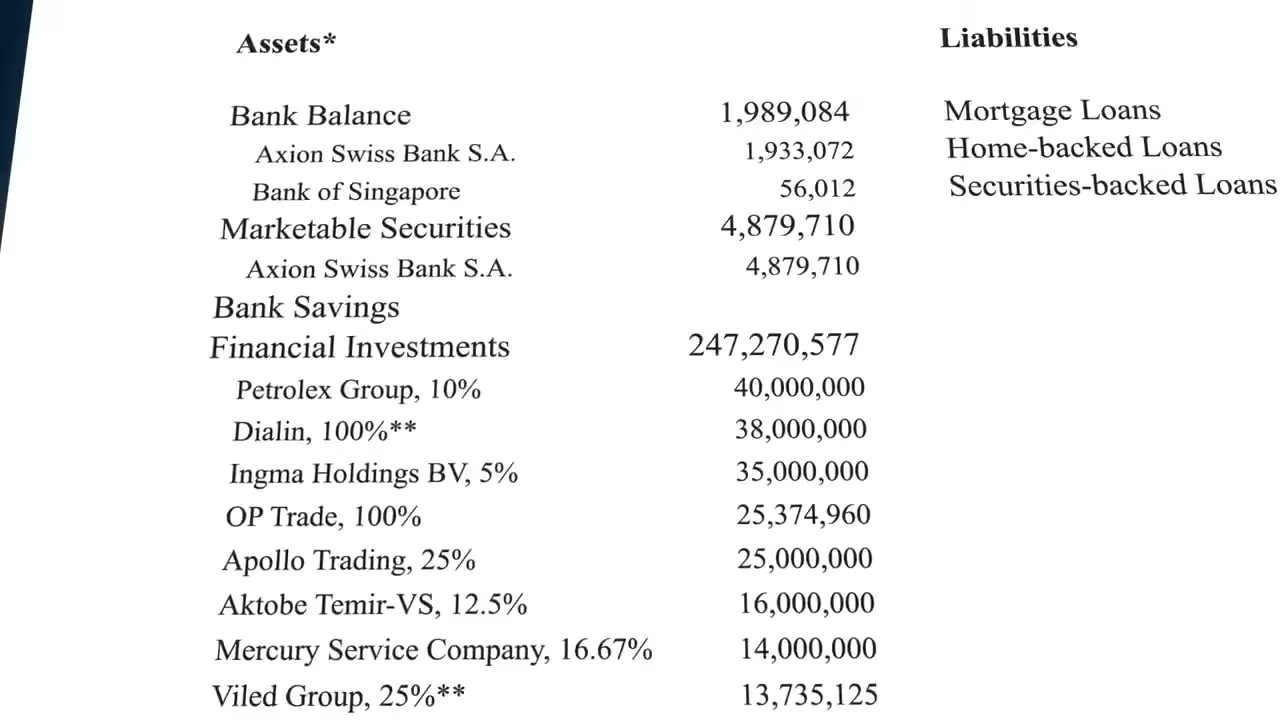 Assets* Liabilities
Bank Balance 1,989,084 Mortgage Loans
Axion Swiss Bank S.A. 1,933,072 Home-backed Loans
Bank of Singapore 56,012 Securities-backed Loans
Marketable Securities 4,879,710
Axion Swiss Bank S.A. 4,879,710
Bank Savings
Financial Investments 247,270,577
Petrolex Group, 10% 40,000,000
Dialin, 100%** 38,000,000
Ingma Holdings BV, 5% 35,000,000
OP Trade, 100% 25,374,960
Apollo Trading, 25% 25,000,000
Aktobe Temir-VS, 12.5% 16,000,000
Mercury Service Company, 16.67% 14,000,000
Viled Group, 25%** 13,735,125